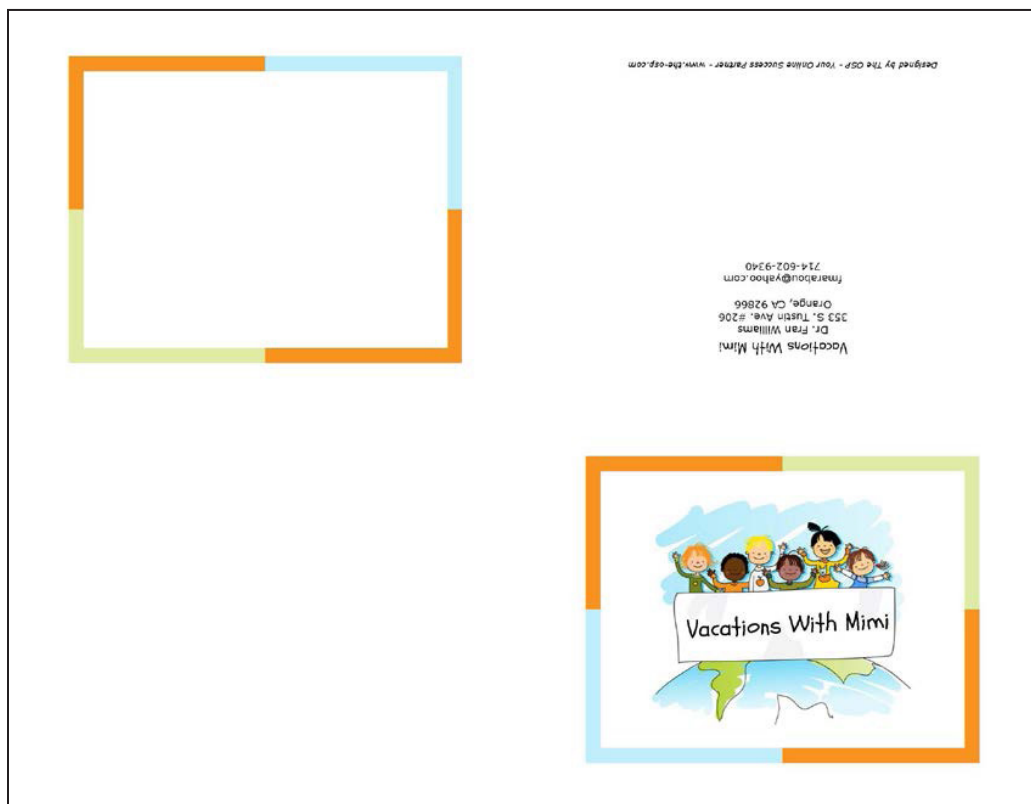 Designed by The OSP - Your Online Success Partner - www.the-osp.com
Vacations With Mimi
Dr. Fran Williams
353 S. Tustin Ave. #206
Orange, CA 92866
fmarabou@yahoo.com
714-602-9340
Vacations With Mimi